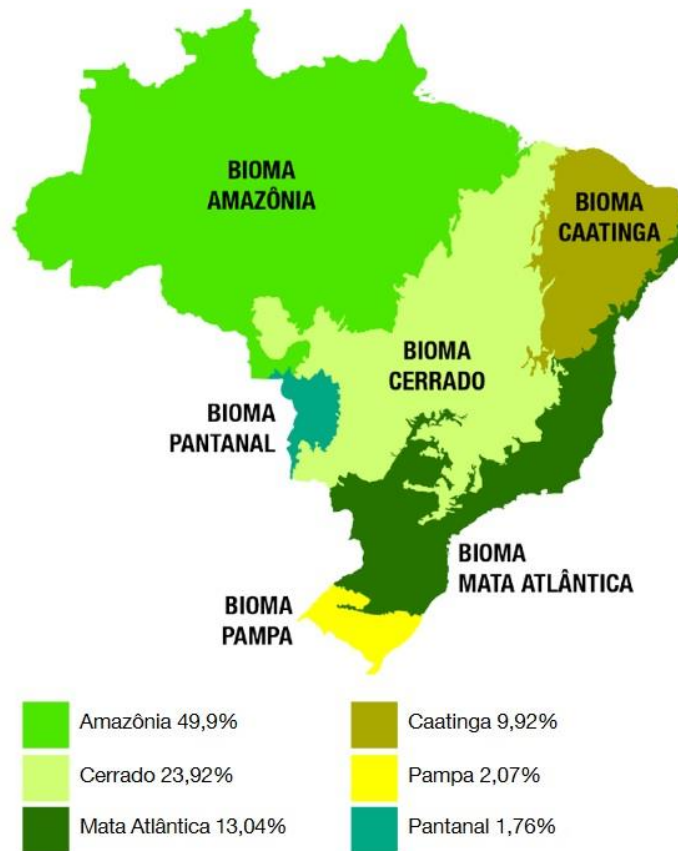 BIOMA
AMAZÔNIA
BIOMA
CAATINGA
BIOMA
CERRADO
BIOMA
PANTANAL
BIOMA
MATA ATLÂNTICA
BIOMA
PAMPA
Amazônia 49,9%
Caatinga 9,92%
Cerrado 23,92%
Pampa 2,07%
Mata Atlântica 13,04%
Pantanal 1,76%